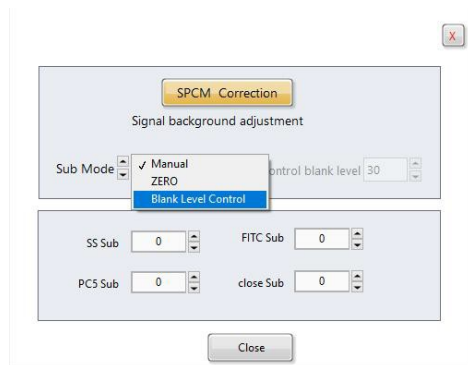 X
SPCM Correction
Signal background adjustment
Sub Mode
✓ Manual
ZERO
Blank Level Control
ontrol blank level 30
SS Sub 0 FITC Sub 0
PC5 Sub 0 close Sub 0
Close